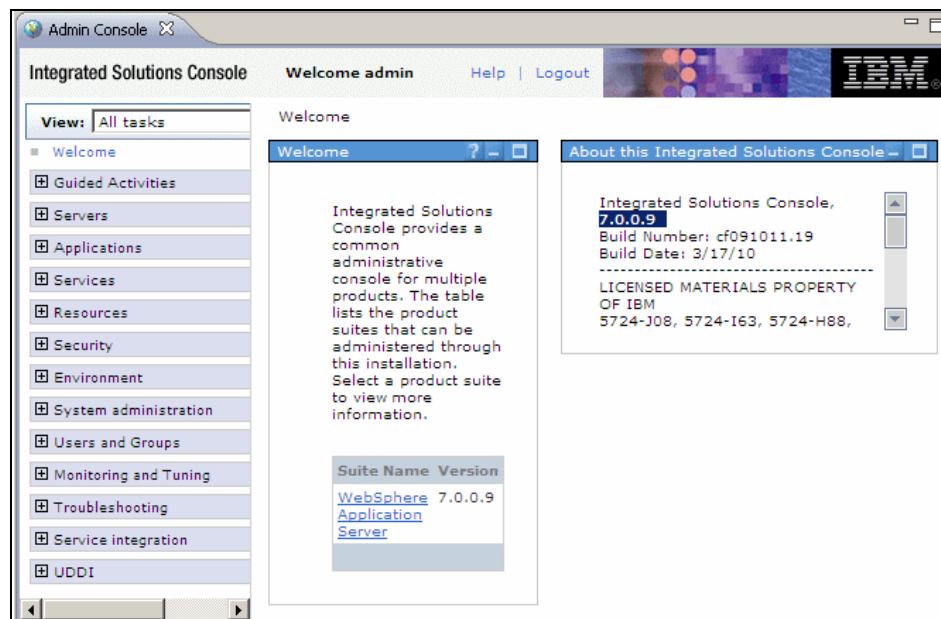 Admin Console
Integrated Solutions Console
Welcome admin
Help | Logout
IBM®
View: All tasks
Welcome
Guided Activities
Servers
Applications
Services
Resources
Security
Environment
System administration
Users and Groups
Monitoring and Tuning
Troubleshooting
Service integration
UDDI
Welcome
Welcome ?
Integrated Solutions
Console provides a
common
administrative
console for multiple
products. The table
lists the product
suites that can be
administered through
this installation.
Select a product suite
to view more
information.
Suite Name Version
WebSphere 7.0.0.9
Application
Server
About this Integrated Solutions Console
Integrated Solutions Console,
7.0.0.9
Build Number: cf091011.19
Build Date: 3/17/10
----------------------------------------
LICENSED MATERIALS PROPERTY
OF IBM
5724-J08, 5724-I63, 5724-H88,